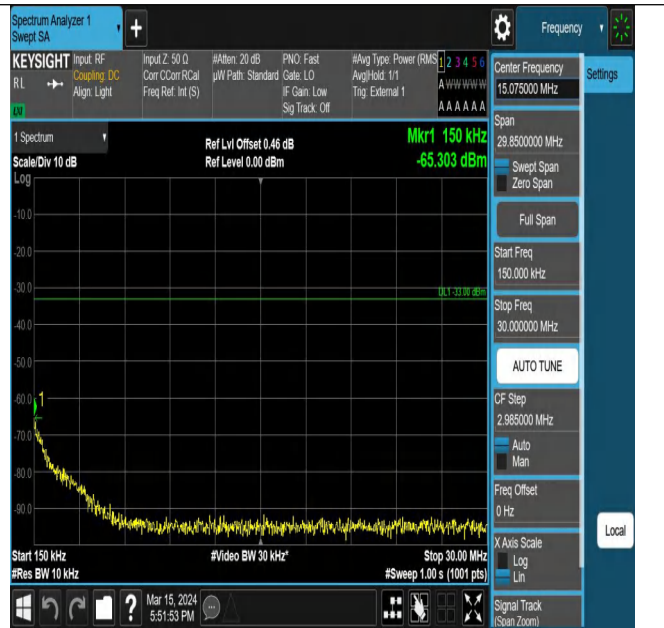 Spectrum Analyzer 1
Swept SA
+
Frequency
KEYSIGHT
RL
Input: RF
Coupling: DC
Align: Light
Input Z: 50 Ω
Corr CCorr RCal
Freq Ref: Int (S)
#Atten: 20 dB
µW Path: Standard
PNO: Fast
Gate: LO
IF Gain: Low
Sig Track: Off
#Avg Type: Power (RMS
Avg|Hold: 1/1
Trig: External 1
1 2 3 4 5 6
A W W W W W
A A A A A A
LXI
1 Spectrum
Scale/Div 10 dB
Log
Ref Lvl Offset 0.46 dB
Ref Level 0.00 dBm
Mkr1 150 kHz
-65.303 dBm
-10.0
-20.0
-30.0
DL1 -33.00 dBm
-40.0
-50.0
-60.0
1
-70.0
-80.0
-90.0
Start 150 kHz
#Res BW 10 kHz
#Video BW 30 kHz*
Stop 30.00 MHz
#Sweep 1.00 s (1001 pts)
Mar 15, 2024
5:51:53 PM
?
Center Frequency
15.075000 MHz
Settings
Span
29.8500000 MHz
Swept Span
Zero Span
Full Span
Start Freq
150.000 kHz
Stop Freq
30.000000 MHz
AUTO TUNE
CF Step
2.985000 MHz
Auto
Man
Freq Offset
0 Hz
X Axis Scale
Log
Lin
Local
Signal Track
(Span Zoom)